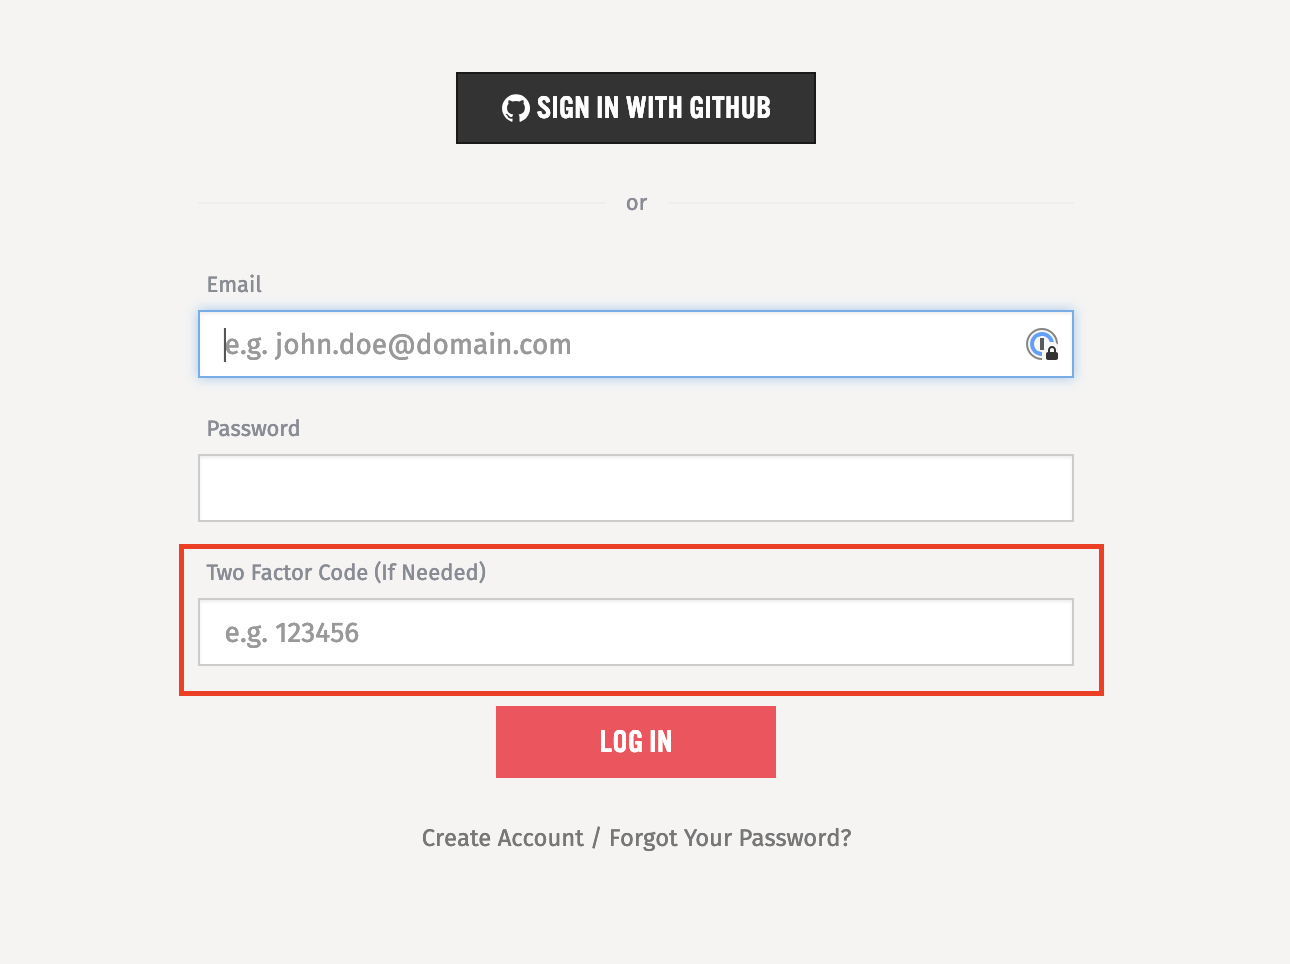 SIGN IN WITH GITHUB
or
Email
e.g. john.doe@domain.com
Password
Two Factor Code (If Needed)
e.g. 123456
LOG IN
Create Account / Forgot Your Password?